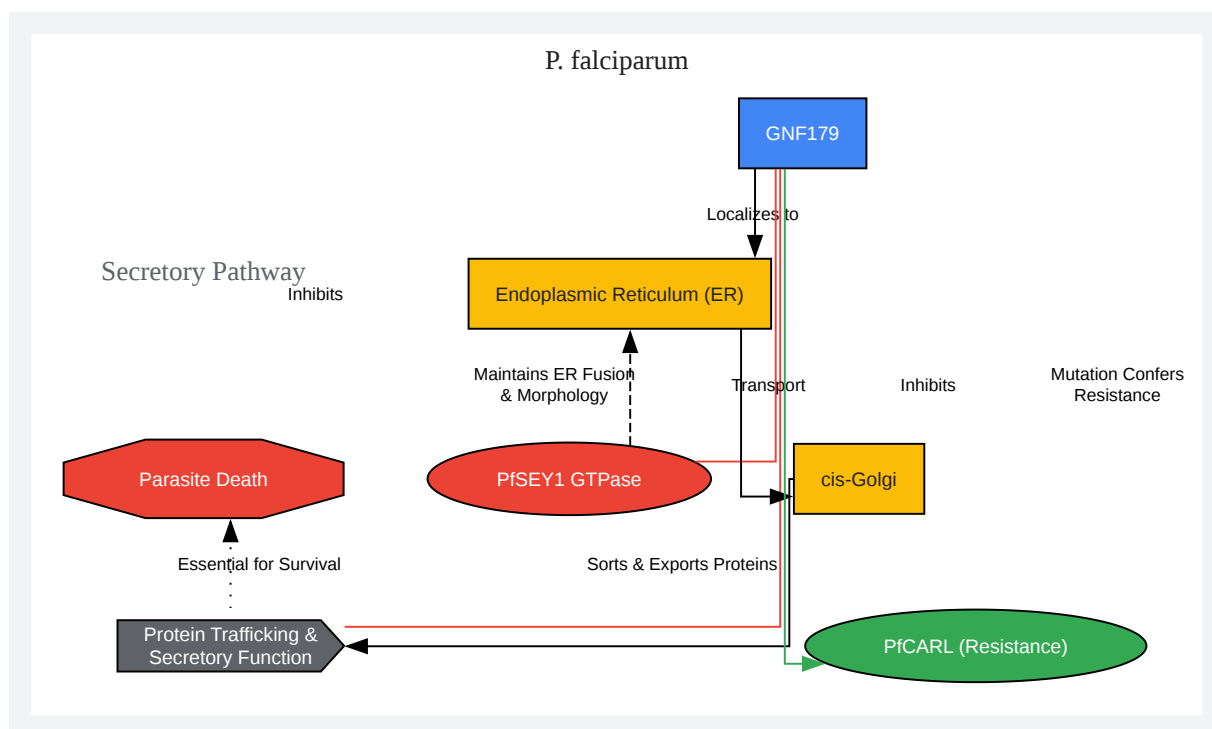 P. falciparum
GNF179
Localizes to
Secretory Pathway
Inhibits
Endoplasmic Reticulum (ER)
Maintains ER Fusion
& Morphology
Transport
Inhibits
Mutation Confers
Resistance
Parasite Death
PfSEY1 GTPase
cis-Golgi
Essential for Survival
Sorts & Exports Proteins
Protein Trafficking &
Secretory Function
PfCARL (Resistance)